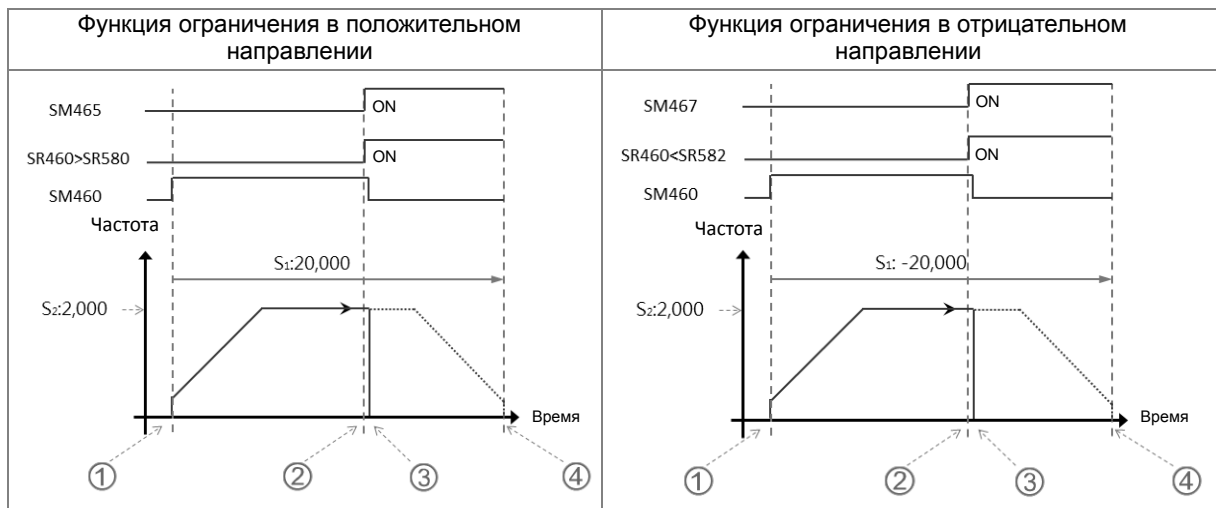 Функция ограничения в положительном
направлении
Функция ограничения в отрицательном
направлении
SM465
ON
SR460>SR580
ON
SM460
Частота
S1:20,000
S2:2,000
Время
① ② ③ ④
SM467
ON
SR460<SR582
ON
SM460
Частота
S1: -20,000
S2:2,000
Время
① ② ③ ④